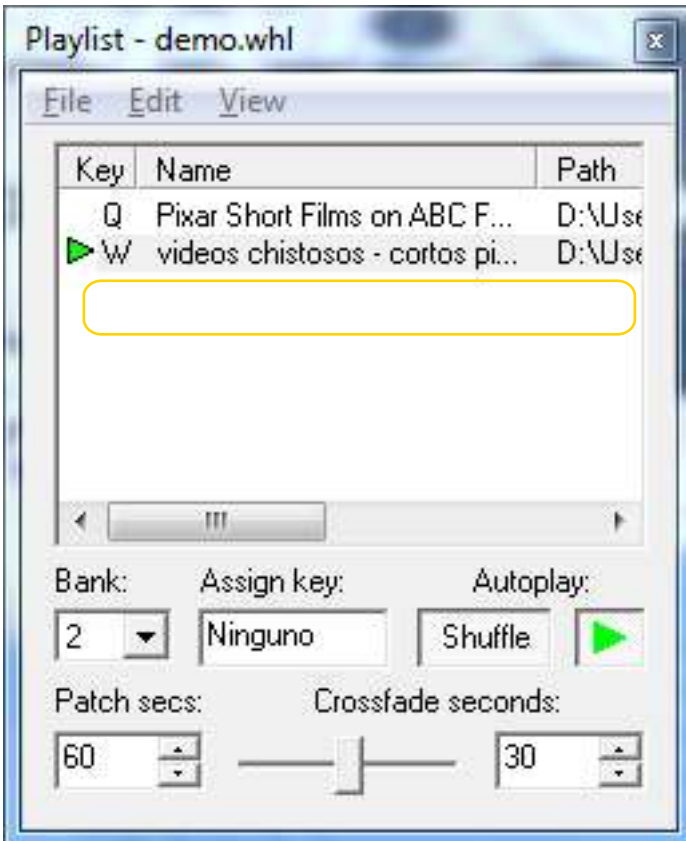 Playlist - demo.whl
File Edit View
Key Name Path
Q Pixar Short Films on ABC F... D:\Use
W videos chistosos - cortos pi... D:\Use
Bank: Assign key: Autoplay:
2 Ninguno Shuffle
Patch secs: Crossfade seconds:
60 30